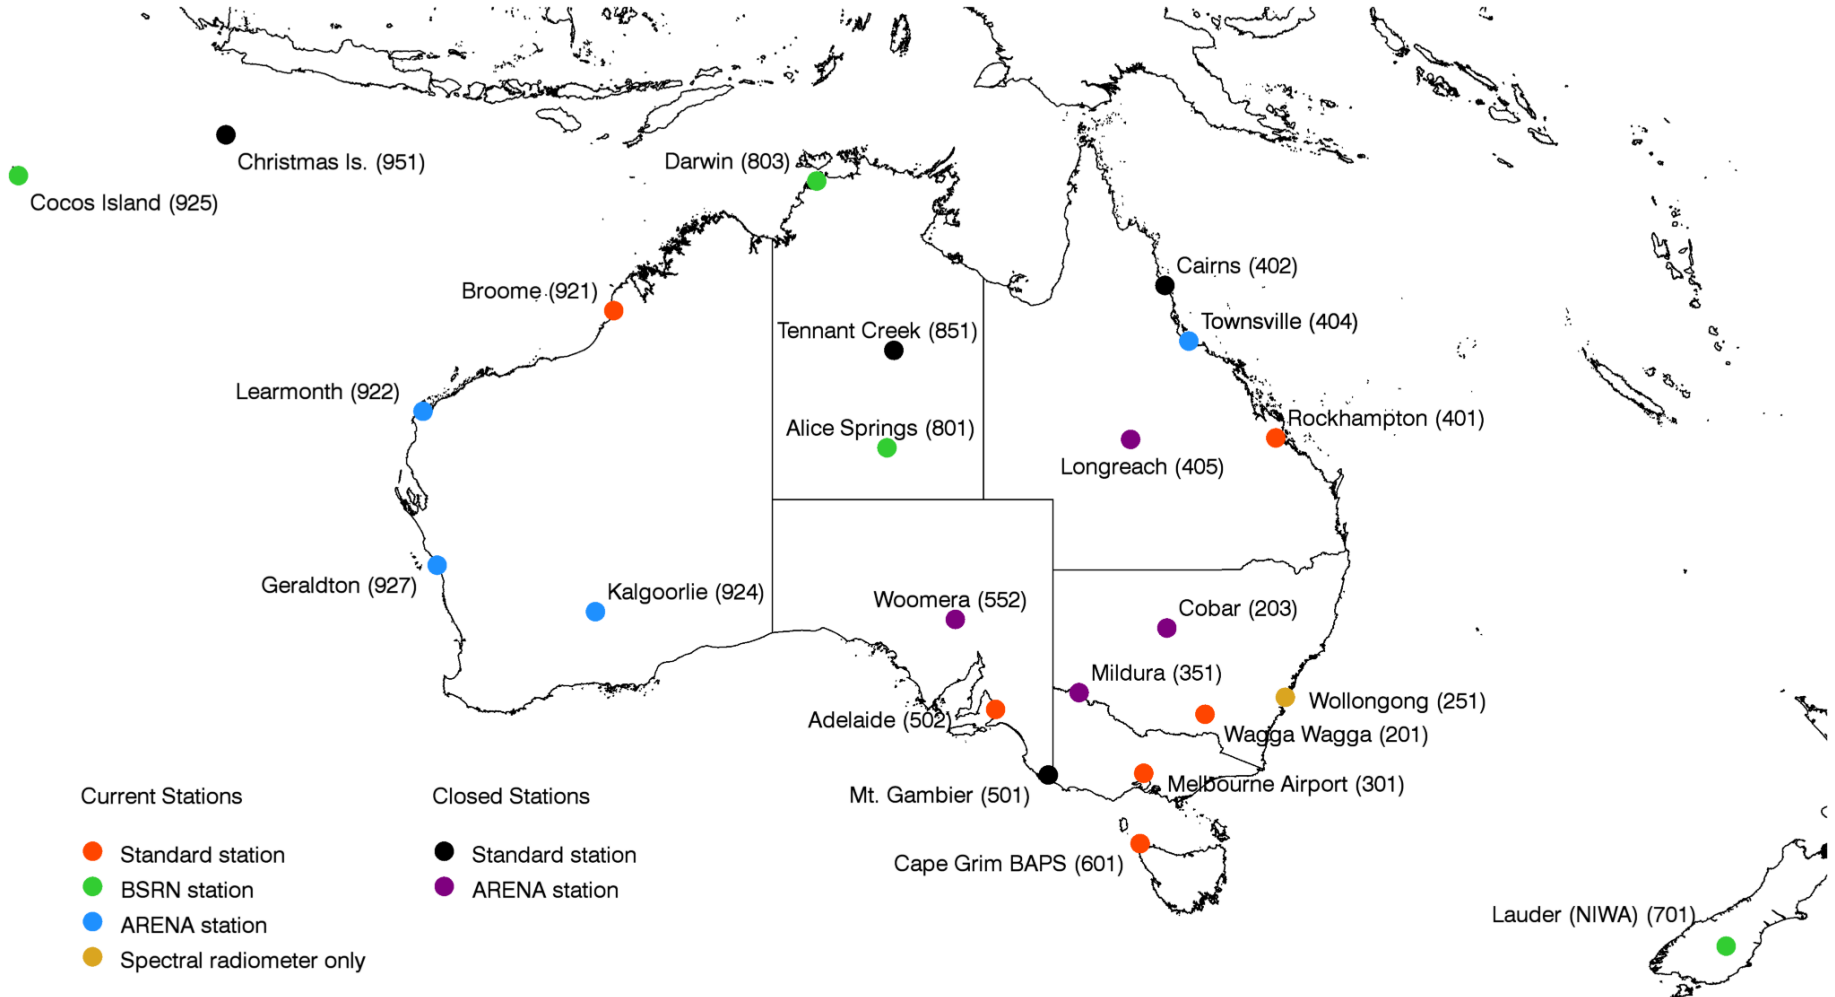 Christmas Is. (951)
Darwin (803)
Cocos Island (925)
Cairns (402)
Broome (921)
Townsville (404)
Tennant Creek (851)
Learmonth (922)
Rockhampton (401)
Alice Springs (801)
Longreach (405)
Geraldton (927)
Kalgoorlie (924)
Woomera (552)
Cobar (203)
Mildura (351)
Wollongong (251)
Adelaide (502)
Wagga Wagga (201)
Melbourne Airport (301)
Mt. Gambier (501)
Cape Grim BAPS (601)
Lauder (NIWA) (701)
Current Stations
Standard station
BSRN station
ARENA station
Spectral radiometer only
Closed Stations
Standard station
ARENA station